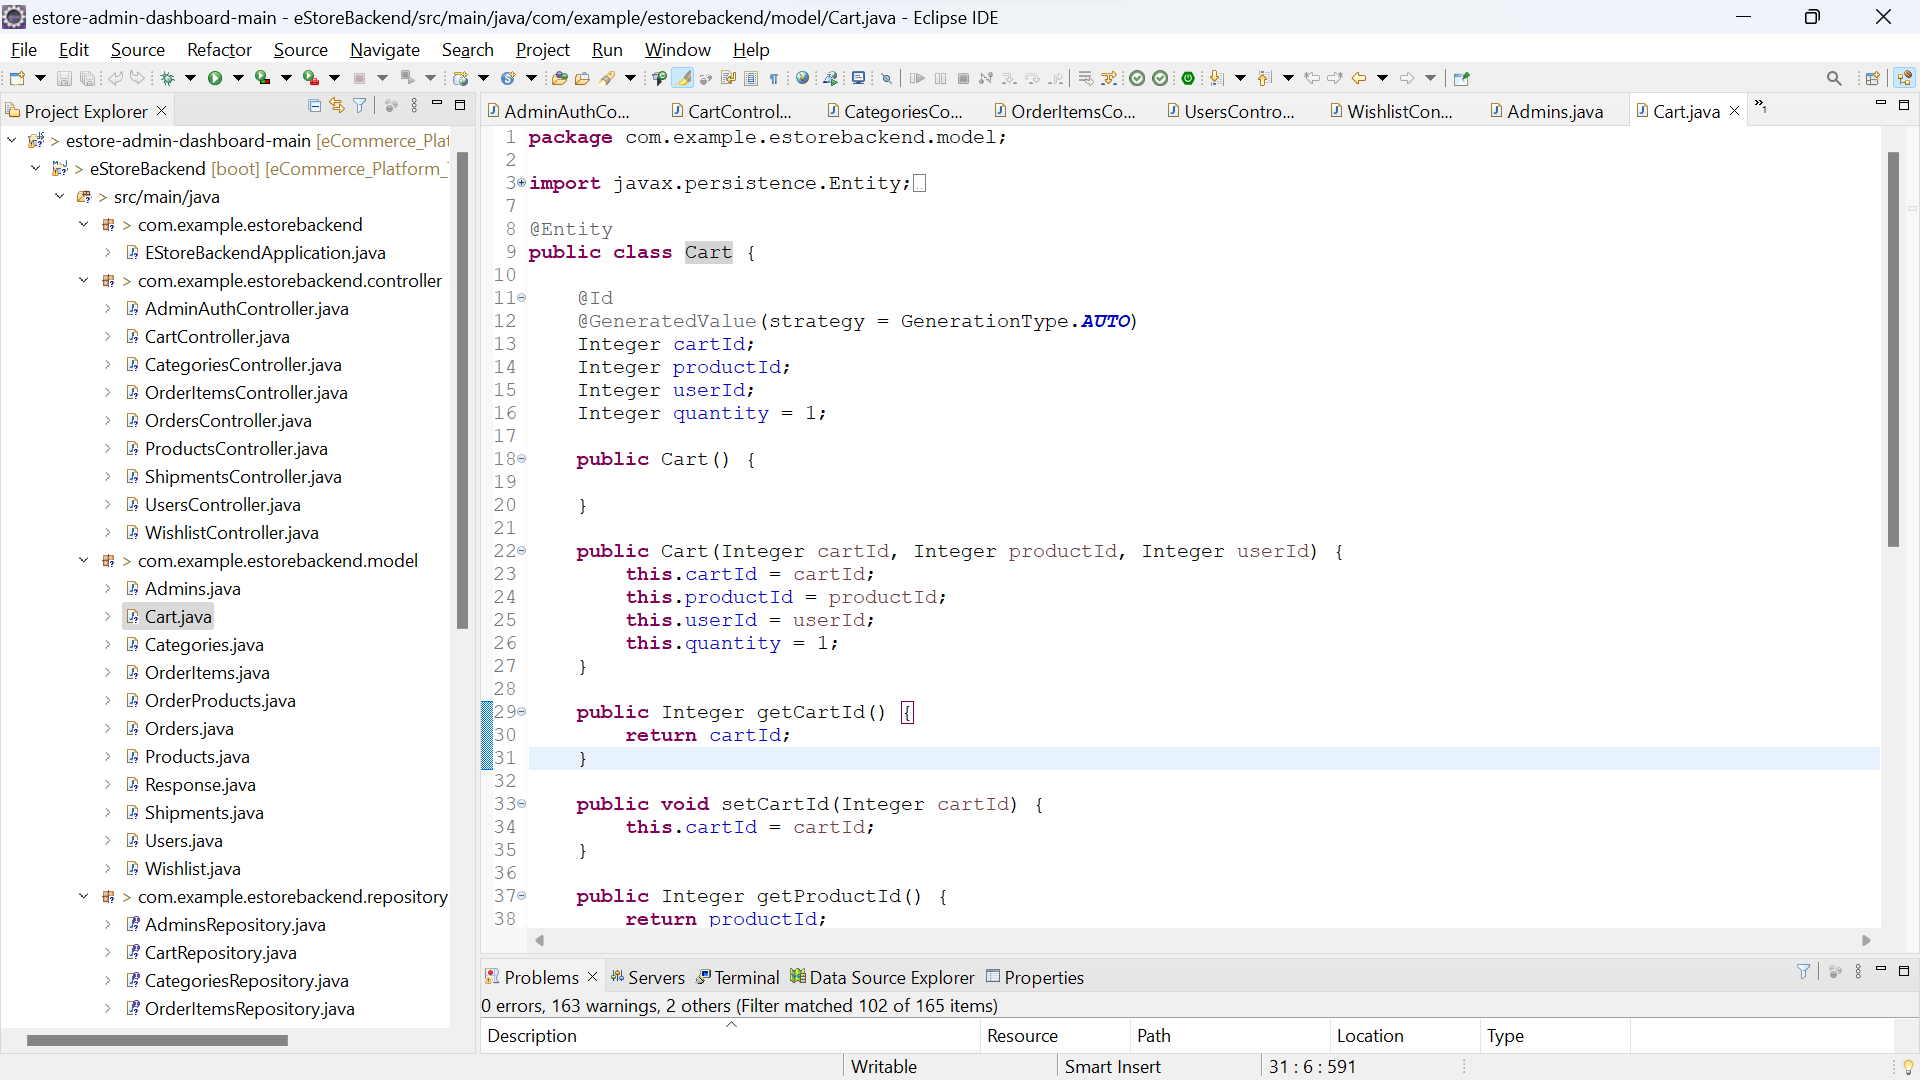 estore-admin-dashboard-main - eStoreBackend/src/main/java/com/example/estorebackend/model/Cart.java - Eclipse IDE
File Edit Source Refactor Source Navigate Search Project Run Window Help
Project Explorer
> estore-admin-dashboard-main [eCommerce_Plat
> eStoreBackend [boot] [eCommerce_Platform_
> src/main/java
> com.example.estorebackend
EStoreBackendApplication.java
> com.example.estorebackend.controller
AdminAuthController.java
CartController.java
CategoriesController.java
OrderItemsController.java
OrdersController.java
ProductsController.java
ShipmentsController.java
UsersController.java
WishlistController.java
> com.example.estorebackend.model
Admins.java
Cart.java
Categories.java
OrderItems.java
OrderProducts.java
Orders.java
Products.java
Response.java
Shipments.java
Users.java
Wishlist.java
> com.example.estorebackend.repository
AdminsRepository.java
CartRepository.java
CategoriesRepository.java
OrderItemsRepository.java
AdminAuthCo... CartControl... CategoriesCo... OrderItemsCo... UsersContro... WishlistCon... Admins.java Cart.java »1
1 package com.example.estorebackend.model;
2
3 import javax.persistence.Entity;
7
8 @Entity
9 public class Cart {
10
11 @Id
12 @GeneratedValue(strategy = GenerationType.AUTO)
13 Integer cartId;
14 Integer productId;
15 Integer userId;
16 Integer quantity = 1;
17
18 public Cart() {
19
20 }
21
22 public Cart(Integer cartId, Integer productId, Integer userId) {
23 this.cartId = cartId;
24 this.productId = productId;
25 this.userId = userId;
26 this.quantity = 1;
27 }
28
29 public Integer getCartId() {
30 return cartId;
31 }
32
33 public void setCartId(Integer cartId) {
34 this.cartId = cartId;
35 }
36
37 public Integer getProductId() {
38 return productId;
Problems Servers Terminal Data Source Explorer Properties
0 errors, 163 warnings, 2 others (Filter matched 102 of 165 items)
Description Resource Path Location Type
Writable Smart Insert 31 : 6 : 591